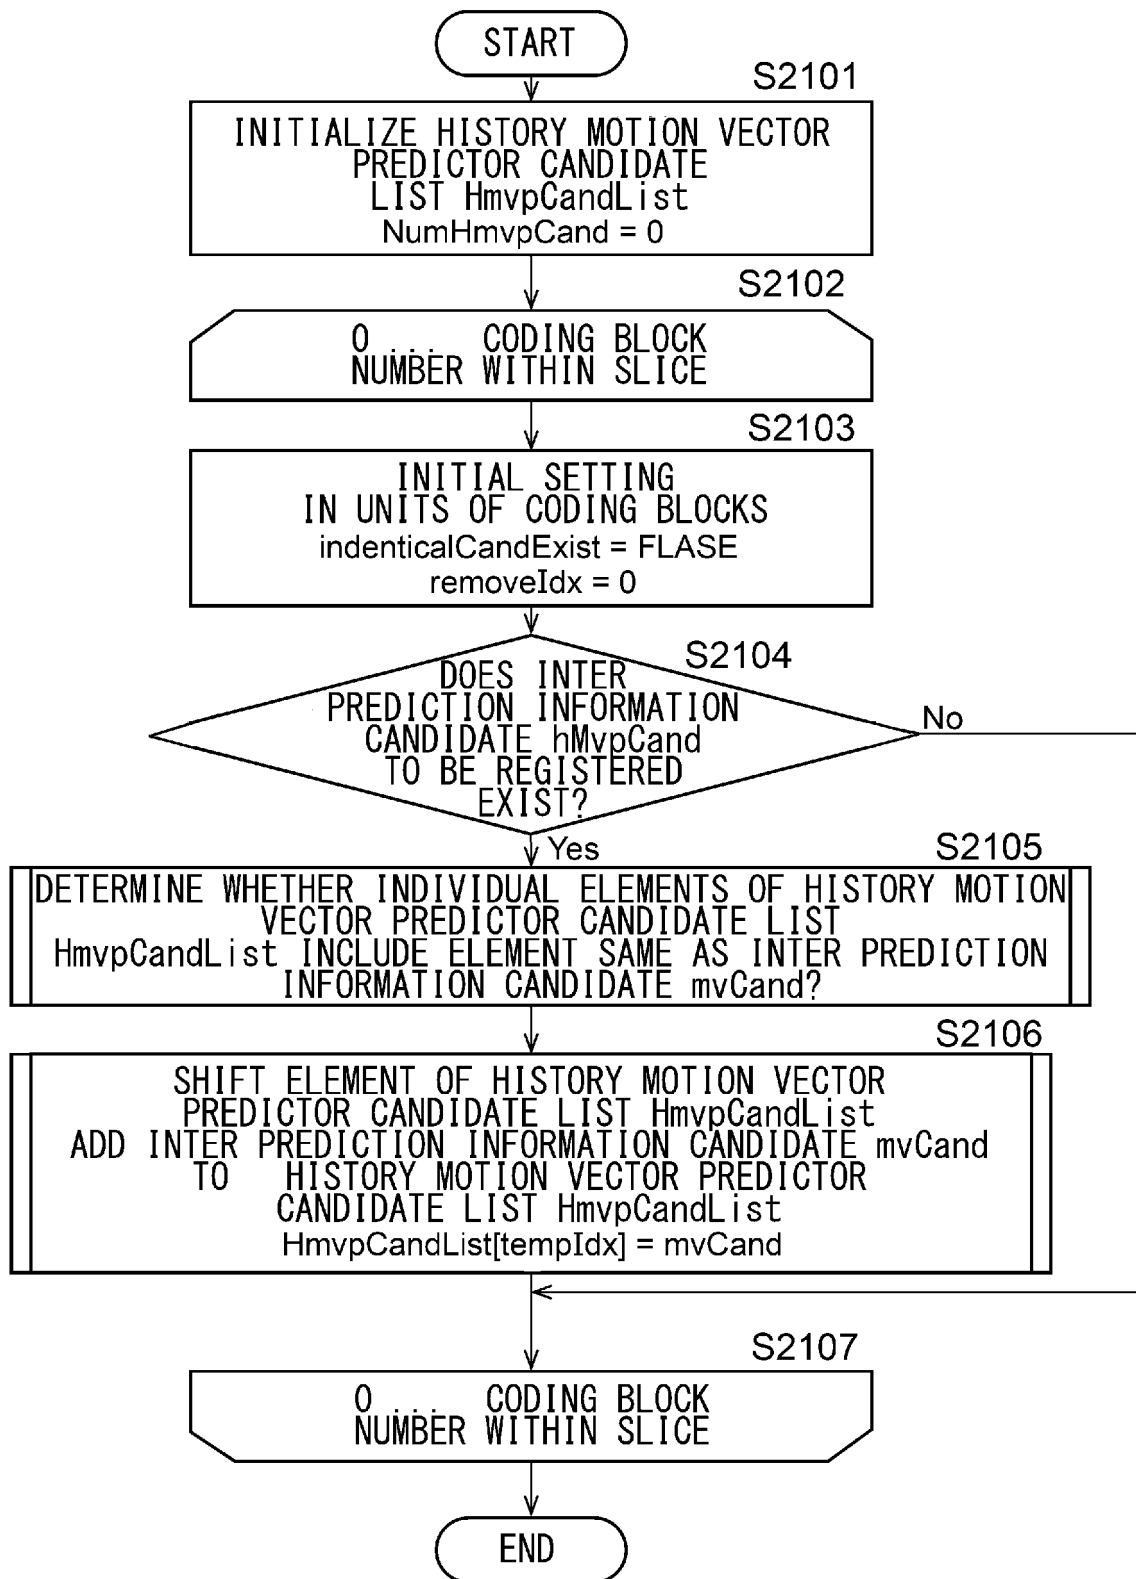 START
S2101
INITIALIZE HISTORY MOTION VECTOR
PREDICTOR CANDIDATE
LIST HmvpCandList
NumHmvpCand = 0
S2102
0 ... CODING BLOCK
NUMBER WITHIN SLICE
S2103
INITIAL SETTING
IN UNITS OF CODING BLOCKS
indenticalCandExist = FLASE
removeIdx = 0
S2104
DOES INTER
PREDICTION INFORMATION
CANDIDATE hMvpCand
TO BE REGISTERED
EXIST?
No
Yes
S2105
DETERMINE WHETHER INDIVIDUAL ELEMENTS OF HISTORY MOTION
VECTOR PREDICTOR CANDIDATE LIST
HmvpCandList INCLUDE ELEMENT SAME AS INTER PREDICTION
INFORMATION CANDIDATE mvCand?
S2106
SHIFT ELEMENT OF HISTORY MOTION VECTOR
PREDICTOR CANDIDATE LIST HmvpCandList
ADD INTER PREDICTION INFORMATION CANDIDATE mvCand
TO HISTORY MOTION VECTOR PREDICTOR
CANDIDATE LIST HmvpCandList
HmvpCandList[tempIdx] = mvCand
S2107
0 ... CODING BLOCK
NUMBER WITHIN SLICE
END